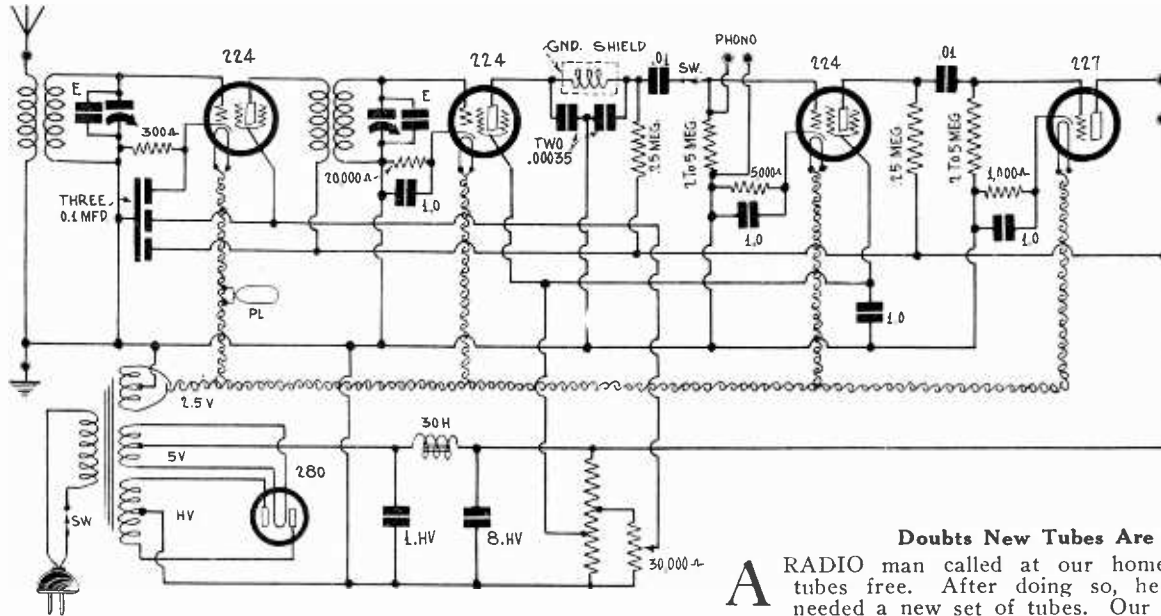 224
GND. SHIELD
.01
SW.
PHONO
224
.01
227
E
300Ω
THREE
0.1 MFD
E
20,000Ω
1.0
TWO
.00035
.25 MEG.
2 To 5 MEG.
5000
1.0
.25 MEG
2 To 5 MEG.
1,000Ω
1.0
PL
1.0
2.5 V
30H
5V
280
HV
SW
1.HV
8.HV
30,000Ω
Doubts New Tubes Are
A RADIO man called at our home
tubes free. After doing so, he
needed a new set of tubes. Our